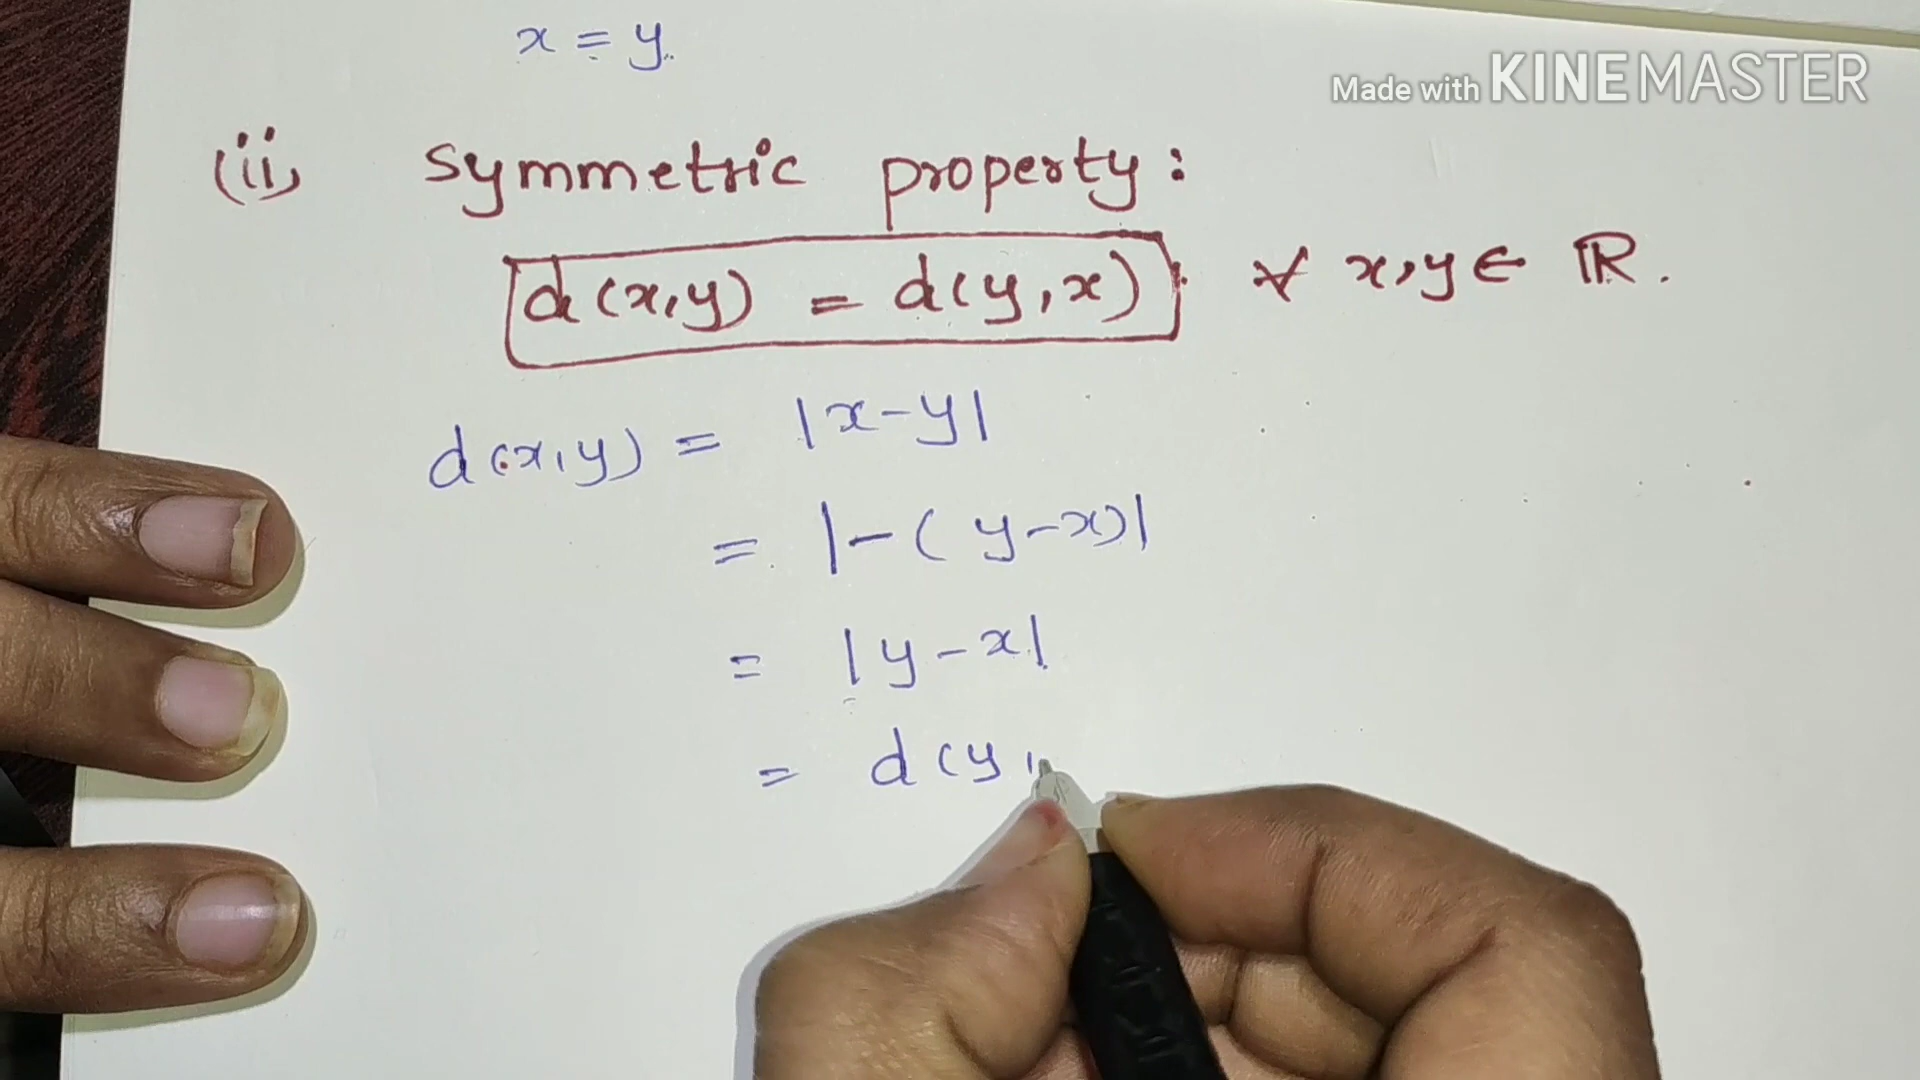 x = y.
Made with KINEMASTER
(ii) Symmetric property:
d(x,y) = d(y,x) ∀ x,y ∈ ℝ.
d(x,y) = |x-y|
= |-(y-x)|
= |y-x|
= d(y,